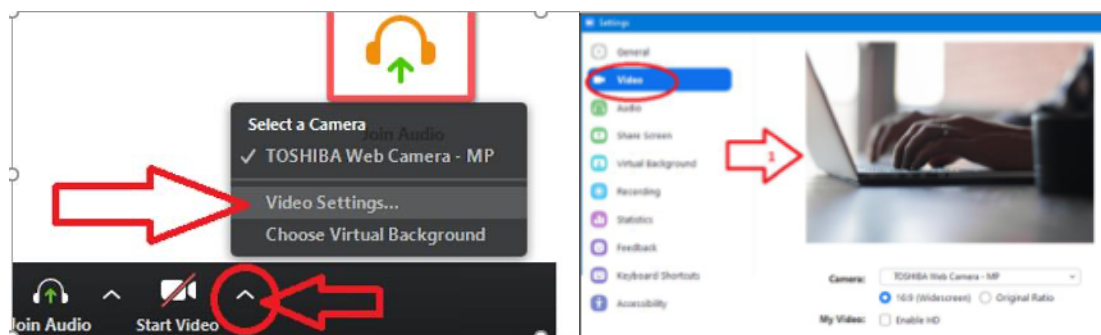 Select a Camera
Join Audio
✓ TOSHIBA Web Camera - MP
Video Settings...
Choose Virtual Background
Join Audio
Start Video
Settings
General
Video
Audio
Share Screen
Virtual Background
Recording
Statistics
Feedback
Keyboard Shortcuts
Accessibility
1
Camera: TOSHIBA Web Camera - MP
16:9 (Widescreen) Original Ratio
My Video: Enable HD